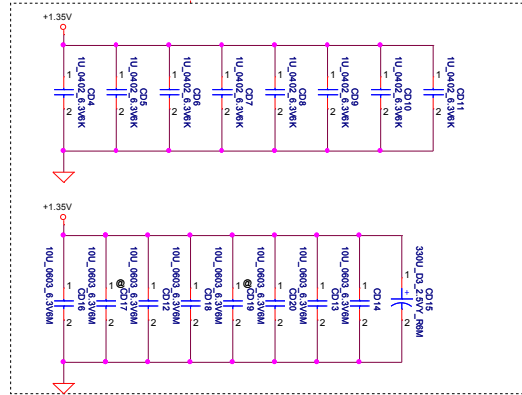 +1.35V
1U_0402_6.3V6K
CD4
1
2
1U_0402_6.3V6K
CD5
1
2
1U_0402_6.3V6K
CD6
1
2
1U_0402_6.3V6K
CD7
1
2
1U_0402_6.3V6K
CD8
1
2
1U_0402_6.3V6K
CD9
1
2
1U_0402_6.3V6K
CD10
1
2
1U_0402_6.3V6K
CD11
1
2
+1.35V
10U_0603_6.3V6M
CD16
1
2
10U_0603_6.3V6M
@
CD17
1
2
10U_0603_6.3V6M
CD12
1
2
10U_0603_6.3V6M
CD18
1
2
10U_0603_6.3V6M
@
CD19
1
2
10U_0603_6.3V6M
CD20
1
2
10U_0603_6.3V6M
CD13
1
2
10U_0603_6.3V6M
CD14
1
2
330U_D3_2.5VY_R6M
CD15
1
+
2